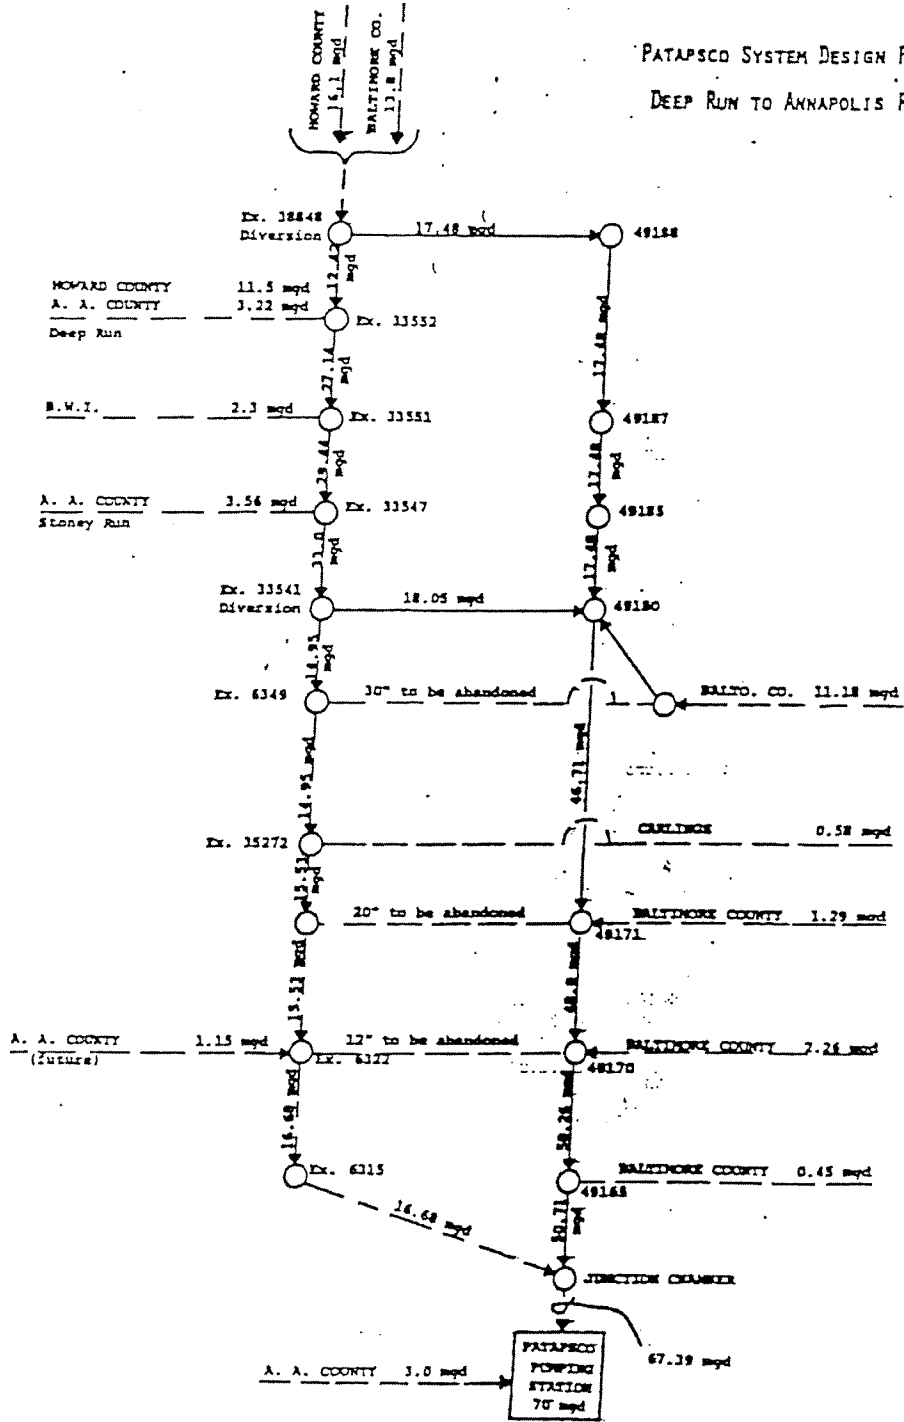 PATAPSCO SYSTEM DESIGN F
DEEP RUN TO ANNAPOLIS R
HOWARD COUNTY
16.1 mgd
BALTIMORE CO.
13.8 mgd
Ex. 38848
Diversion
17.48 mgd
49188
12.42
mgd
HOWARD COUNTY 11.5 mgd
A. A. COUNTY 3.22 mgd
Deep Run
Ex. 33552
17.48 mgd
27.14
mgd
B.W.I. 2.3 mgd
Ex. 33551
49187
29.44
mgd
17.48
mgd
A. A. COUNTY 3.56 mgd
Stoney Run
Ex. 33547
49185
33.0
mgd
17.48
mgd
Ex. 33541
Diversion
18.05 mgd
49180
14.95
mgd
Ex. 6349
30" to be abandoned
BALTO. CO. 11.18 mgd
14.95 mgd
46.71 mgd
Ex. 35272
0.58 mgd
15.53
mgd
20" to be abandoned
BALTIMORE COUNTY 1.29 mgd
49171
15.53 mgd
A. A. COUNTY 1.15 mgd
(future)
12" to be abandoned
Ex. 6322
BALTIMORE COUNTY 2.26 mgd
49170
16.68 mgd
50.26 mgd
Ex. 6315
BALTIMORE COUNTY 0.45 mgd
49165
16.68 mgd
50.71
mgd
JUNCTION CHAMBER
PATAPSCO
PUMPING
STATION
70 mgd
67.39 mgd
A. A. COUNTY 3.0 mgd